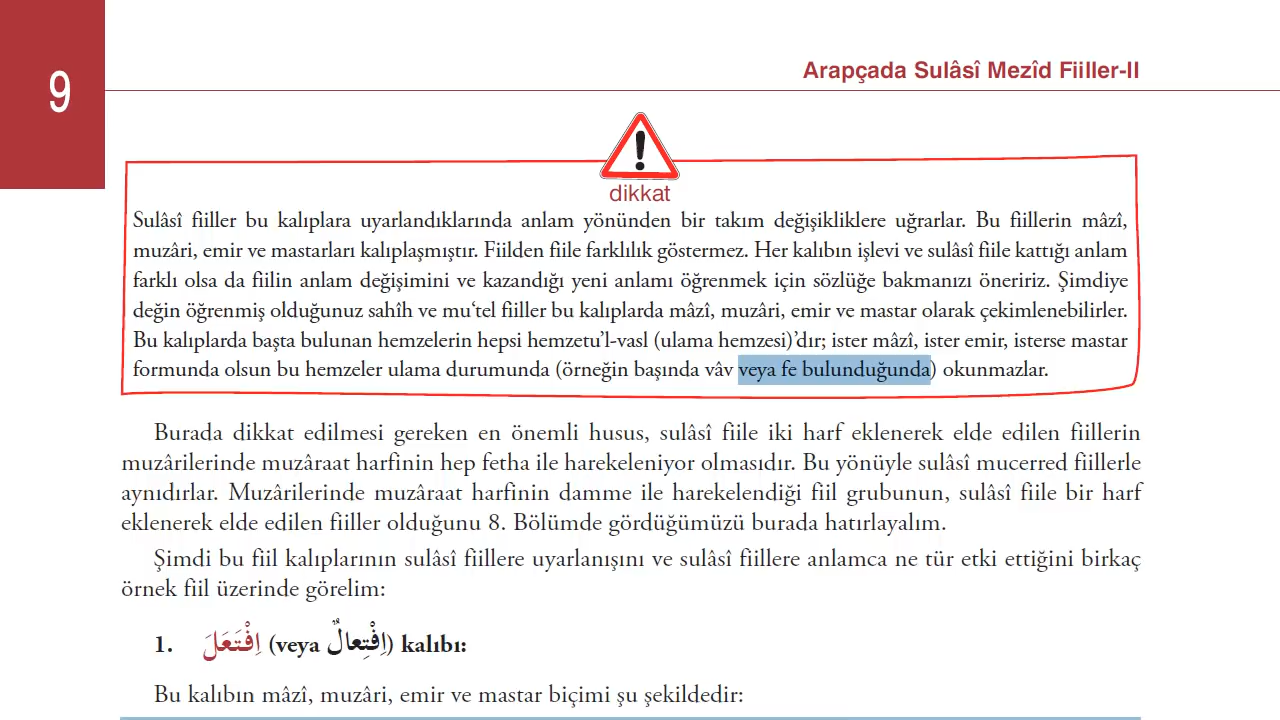 9
Arapçada Sulâsî Mezîd Fiiller-II
dikkat
Sulâsî fiiller bu kalıplara uyarlandıklarında anlam yönünden bir takım değişikliklere uğrarlar. Bu fiillerin mâzî,
muzâri, emir ve mastarları kalıplaşmıştır. Fiilden fiile farklılık göstermez. Her kalıbın işlevi ve sulâsî fiile kattığı anlam
farklı olsa da fiilin anlam değişimini ve kazandığı yeni anlamı öğrenmek için sözlüğe bakmanızı öneririz. Şimdiye
değin öğrenmiş olduğunuz sahîh ve mu‘tel fiiller bu kalıplarda mâzî, muzâri, emir ve mastar olarak çekimlenebilirler.
Bu kalıplarda başta bulunan hemzelerin hepsi hemzetu’l-vasl (ulama hemzesi)’dır; ister mâzî, ister emir, isterse mastar
formunda olsun bu hemzeler ulama durumunda (örneğin başında vâv veya fe bulunduğunda) okunmazlar.
Burada dikkat edilmesi gereken en önemli husus, sulâsî fiile iki harf eklenerek elde edilen fiillerin
muzârilerinde muzâraat harfinin hep fetha ile harekeleniyor olmasıdır. Bu yönüyle sulâsî mucerred fiillerle
aynıdırlar. Muzârilerinde muzâraat harfinin damme ile harekelendiği fiil grubunun, sulâsî fiile bir harf
eklenerek elde edilen fiiller olduğunu 8. Bölümde gördüğümüzü burada hatırlayalım.
Şimdi bu fiil kalıplarının sulâsî fiillere uyarlanışını ve sulâsî fiillere anlamca ne tür etki ettiğini birkaç
örnek fiil üzerinde görelim:
1. اِفْتَعَلَ (veya اِفْتِعالٌ) kalıbı:
Bu kalıbın mâzî, muzâri, emir ve mastar biçimi şu şekildedir: